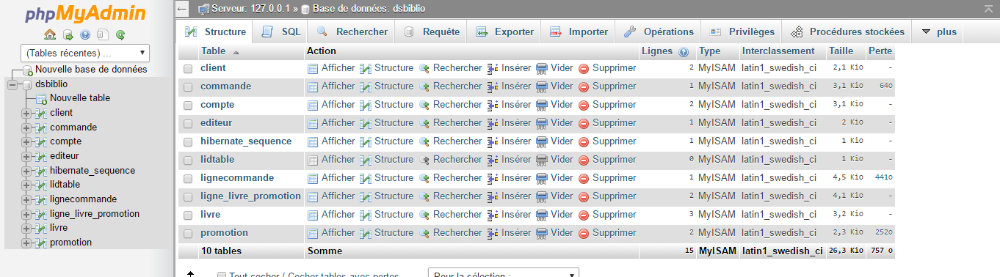 phpMyAdmin
(Tables récentes) ...
Nouvelle base de données
dsbiblio
Nouvelle table
client
commande
compte
editeur
hibernate_sequence
lidtable
lignecommande
ligne_livre_promotion
livre
promotion
Serveur: 127.0.0.1 » Base de données: dsbiblio
Structure SQL Rechercher Requête Exporter Importer Opérations Privilèges Procédures stockées plus
Table Action Lignes Type Interclassement Taille Perte
client Afficher Structure Rechercher Insérer Vider Supprimer 2 MyISAM latin1_swedish_ci 2,1 Kio -
commande Afficher Structure Rechercher Insérer Vider Supprimer 1 MyISAM latin1_swedish_ci 3,1 Kio 64o
compte Afficher Structure Rechercher Insérer Vider Supprimer 2 MyISAM latin1_swedish_ci 3,1 Kio -
editeur Afficher Structure Rechercher Insérer Vider Supprimer 1 MyISAM latin1_swedish_ci 2 Kio -
hibernate_sequence Afficher Structure Rechercher Insérer Vider Supprimer 1 MyISAM latin1_swedish_ci 1 Kio -
lidtable Afficher Structure Rechercher Insérer Vider Supprimer 0 MyISAM latin1_swedish_ci 1 Kio -
lignecommande Afficher Structure Rechercher Insérer Vider Supprimer 1 MyISAM latin1_swedish_ci 4,5 Kio 441o
ligne_livre_promotion Afficher Structure Rechercher Insérer Vider Supprimer 2 MyISAM latin1_swedish_ci 4,1 Kio -
livre Afficher Structure Rechercher Insérer Vider Supprimer 3 MyISAM latin1_swedish_ci 3,2 Kio -
promotion Afficher Structure Rechercher Insérer Vider Supprimer 2 MyISAM latin1_swedish_ci 2,3 Kio 252o
10 tables Somme 15 MyISAM latin1_swedish_ci 26,3 Kio 757 o
Tout cocher / Cocher tables avec pertes Pour la sélection :